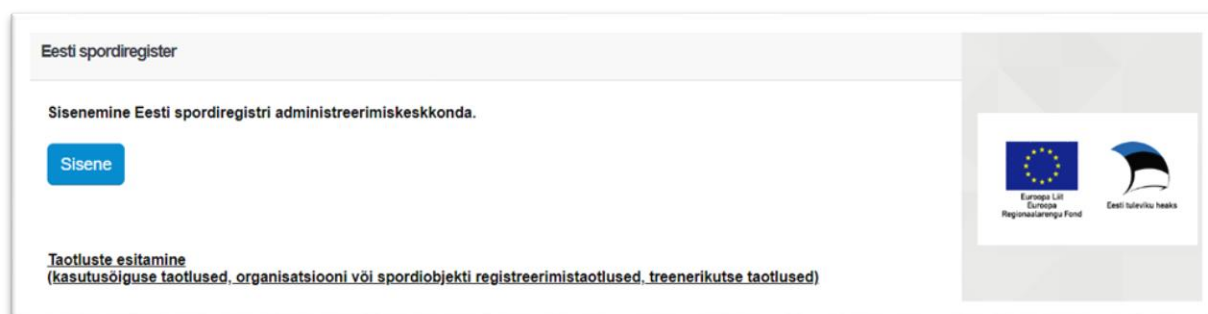 Eesti spordiregister
Sisenemine Eesti spordiregistri administreerimiskeskkonda.
Sisene
Euroopa Liit
Euroopa
Regionaalarengu Fond
Eesti tuleviku heaks
Taotluste esitamine
(kasutusõiguse taotlused, organisatsiooni või spordiobjekti registreerimistaotlused, treenerikutse taotlused)